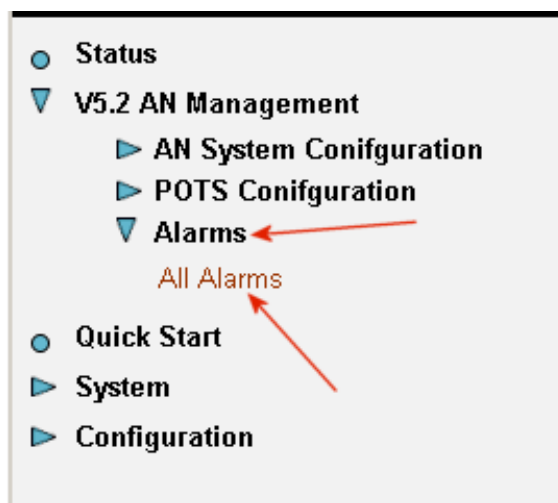 Status
V5.2 AN Management
AN System Conifguration
POTS Conifguration
Alarms
All Alarms
Quick Start
System
Configuration